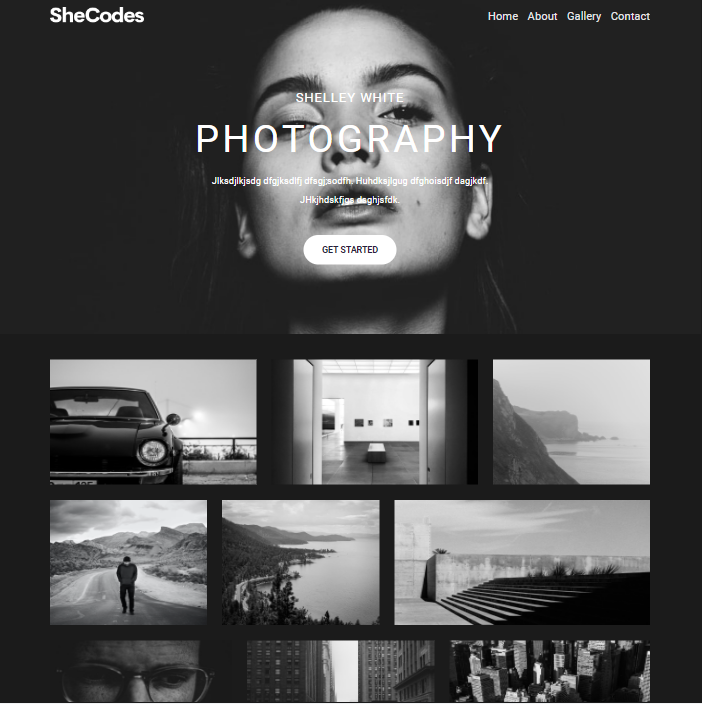 SheCodes
Home About Gallery Contact
SHELLEY WHITE
PHOTOGRAPHY
Jlksdjlkjsdg dfgjksdlfj dfsgj;sodfh. Huhdksjlgug dfghoisdjf dagjkdf.
JHkjhdskfjgs dsghjsfdk.
GET STARTED